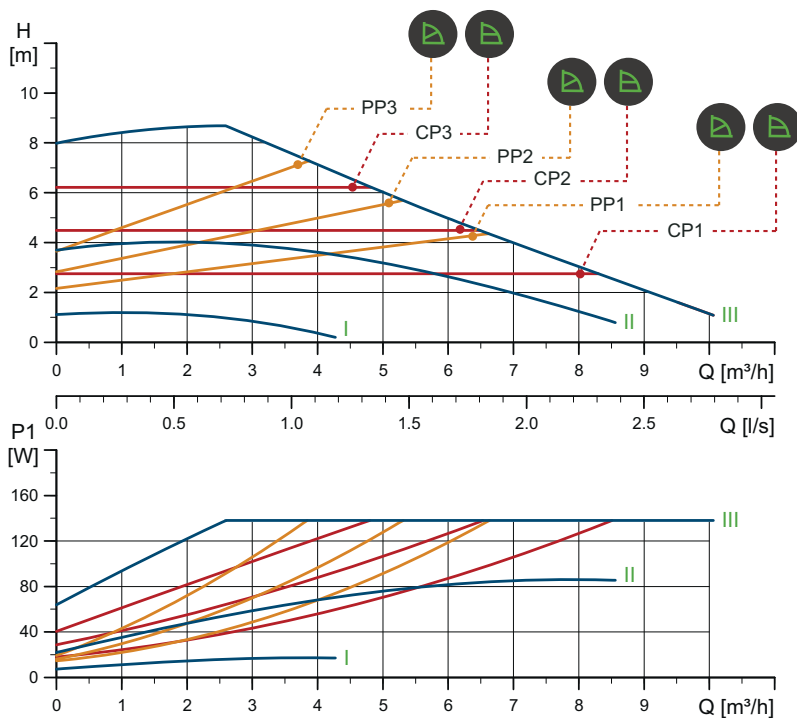 H
[m]
10
8
6
4
2
0
PP3
CP3
PP2
CP2
PP1
CP1
I
II
III
0 1 2 3 4 5 6 7 8 9 Q [m³/h]
0.0 0.5 1.0 1.5 2.0 2.5 Q [l/s]
P1
[W]
160
120
80
40
0
III
II
I
0 1 2 3 4 5 6 7 8 9 Q [m³/h]